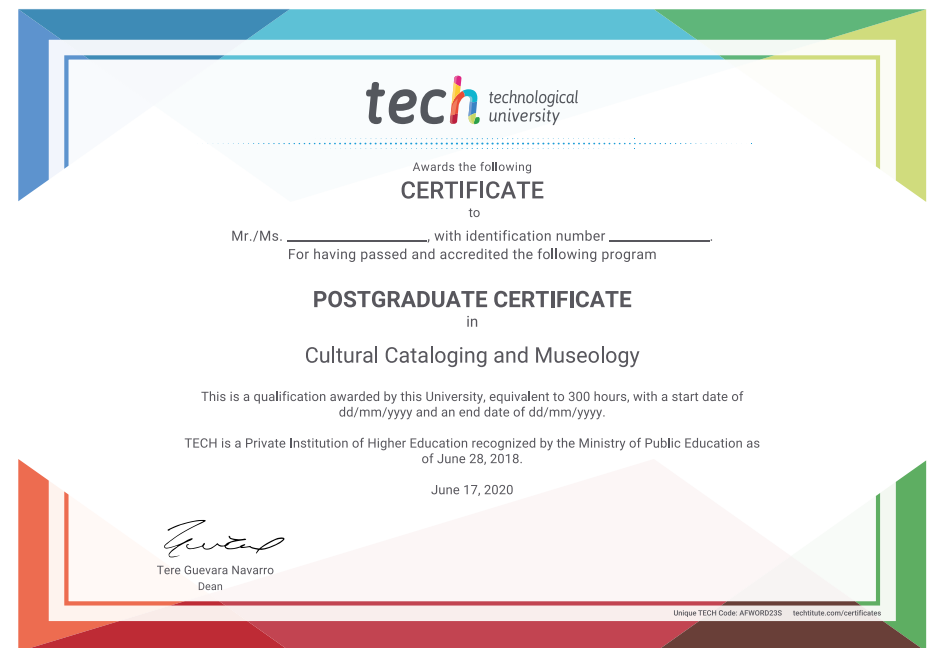 tech technological
university
Awards the following
CERTIFICATE
to
Mr./Ms. ____________________, with identification number ______________.
For having passed and accredited the following program
POSTGRADUATE CERTIFICATE
in
Cultural Cataloging and Museology
This is a qualification awarded by this University, equivalent to 300 hours, with a start date of
dd/mm/yyyy and an end date of dd/mm/yyyy.
TECH is a Private Institution of Higher Education recognized by the Ministry of Public Education as
of June 28, 2018.
June 17, 2020
Tere Guevara Navarro
Dean
Unique TECH Code: AFWORD23S techtitute.com/certificates